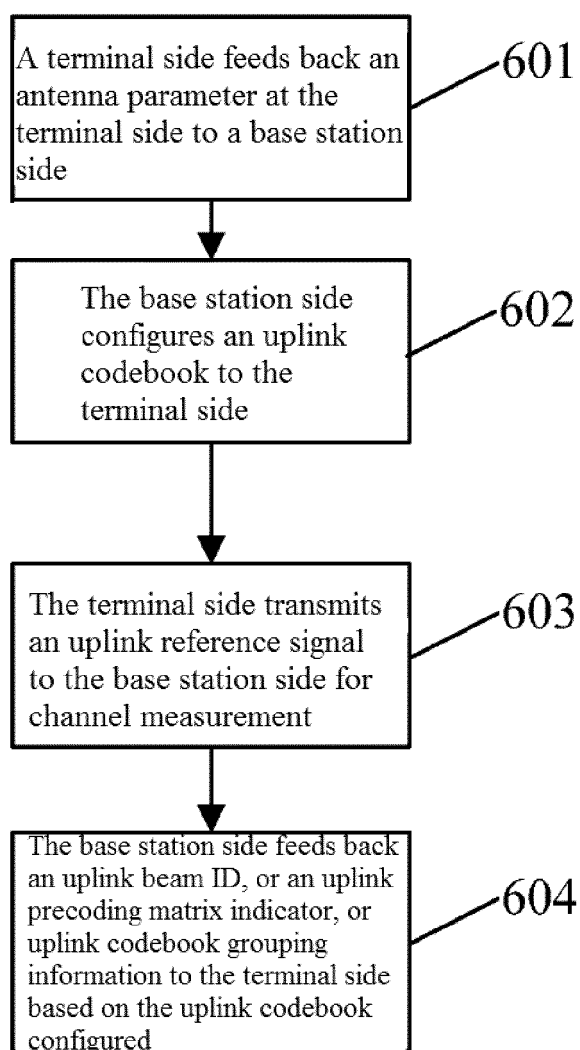 A terminal side feeds back an
antenna parameter at the
terminal side to a base station
side
601
The base station side
configures an uplink
codebook to the
terminal side
602
The terminal side transmits
an uplink reference signal
to the base station side for
channel measurement
603
The base station side feeds back
an uplink beam ID, or an uplink
precoding matrix indicator, or
uplink codebook grouping
information to the terminal side
based on the uplink codebook
configured
604